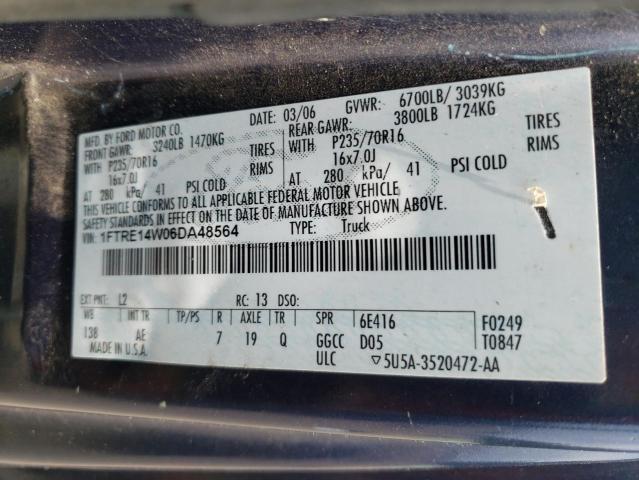 MFD. BY FORD MOTOR CO.
03/06 GVWR: 6700LB/ 3039KG
FRONT GAWR: 3240LB 1470KG
REAR GAWR: 3800LB 1724KG
WITH P235/70R16 TIRES
WITH P235/70R16 TIRES
16x7.0J RIMS
16x7.0J RIMS
AT 280 kPa/ 41 PSI COLD
AT 280 kPa/ 41 PSI COLD
THIS VEHICLE CONFORMS TO ALL APPLICABLE FEDERAL MOTOR VEHICLE
SAFETY STANDARDS IN EFFECT ON THE DATE OF MANUFACTURE SHOWN ABOVE.
VIN: 1FTRE14W06DA48564
TYPE: Truck
EXT PNT: L2 RC: 13 DSO:
WB INT TR TP/PS R AXLE TR SPR 6E416 F0249
138 AE 7 19 Q GGCC D05 T0847
MADE IN U.S.A. ULC ▽5U5A-3520472-AA